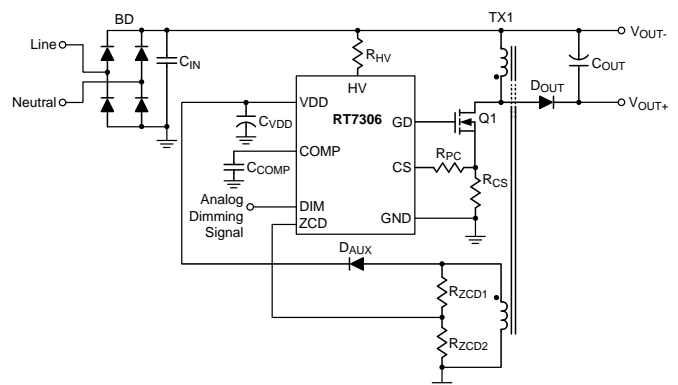 BD
TX1
Line
Neutral
CIN
RHV
VOUT-
COUT
DOUT
VOUT+
HV
VDD
RT7306
GD
Q1
CVDD
COMP
CCOMP
CS
RPC
RCS
Analog
Dimming
Signal
DIM
ZCD
GND
DAUX
RZCD1
RZCD2